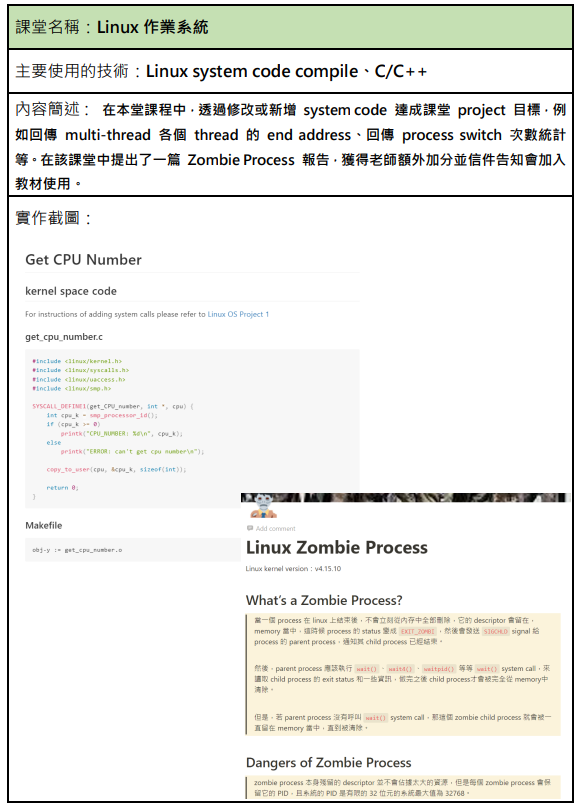 課堂名稱：Linux 作業系統
主要使用的技術：Linux system code compile、C/C++
內容簡述： 在本堂課程中，透過修改或新增 system code 達成課堂 project 目標，例
如回傳 multi-thread 各個 thread 的 end address、回傳 process switch 次數統計
等。在該課堂中提出了一篇 Zombie Process 報告，獲得老師額外加分並信件告知會加入
教材使用。
實作截圖：
Get CPU Number
kernel space code
For instructions of adding system calls please refer to Linux OS Project 1
get_cpu_number.c
#include <linux/kernel.h>
#include <linux/syscalls.h>
#include <linux/uaccess.h>
#include <linux/smp.h>
SYSCALL_DEFINE1(get_CPU_number, int *, cpu) {
int cpu_k = smp_processor_id();
if (cpu_k >= 0)
printk("CPU_NUMBER: %d\n", cpu_k);
else
printk("ERROR: can't get cpu number\n");
copy_to_user(cpu, &cpu_k, sizeof(int));
return 0;
}
Makefile
obj-y := get_cpu_number.o
Add comment
Linux Zombie Process
Linux kernel version：v4.15.10
What's a Zombie Process?
當一個 process 在 linux 上結束後，不會立刻從內存中全部刪除，它的 descriptor 會留在，
memory 當中，這時候 process 的 status 變成 EXIT_ZOMBI，然後會發送 SIGCHLD signal 給
process 的 parent process，通知其 child process 已經結束。
然後，parent process 應該執行 wait()、waitd()、waitpid() 等等 wait() system call，來
讀取 child process 的 exit status 和一些資訊，做完之後 child process才會被完全從 memory中
清除。
但是，若 parent process 沒有呼叫 wait() system call，那這個 zombie child process 就會被一
直留在 memory 當中，直到被清除。
Dangers of Zombie Process
zombie process 本身殘留的 descriptor 並不會佔據太大的資源，但是每個 zombie process 會保
留它的 PID，且系統的 PID 是有限的 32 位元的系統最大值為 32768。